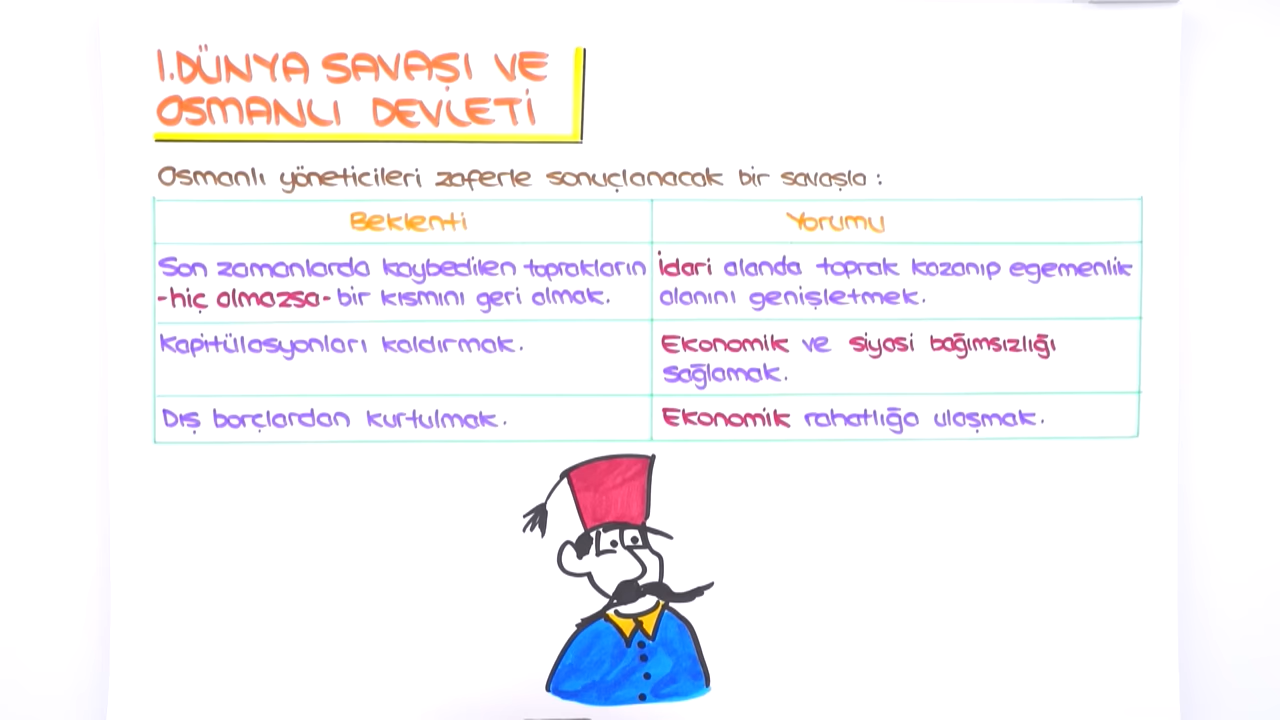 1.DÜNYA SAVAŞI VE
OSMANLI DEVLETİ
Osmanlı yöneticileri zaferle sonuçlanacak bir savaşla :
Beklenti
Yorumu
Son zamanlarda kaybedilen toprakların
-hiç olmazsa- bir kısmını geri almak.
İdari alanda toprak kazanıp egemenlik
alanını genişletmek.
Kapitülasyonları kaldırmak.
Ekonomik ve siyasi bağımsızlığı
sağlamak.
Dış borçlardan kurtulmak.
Ekonomik rahatlığa ulaşmak.